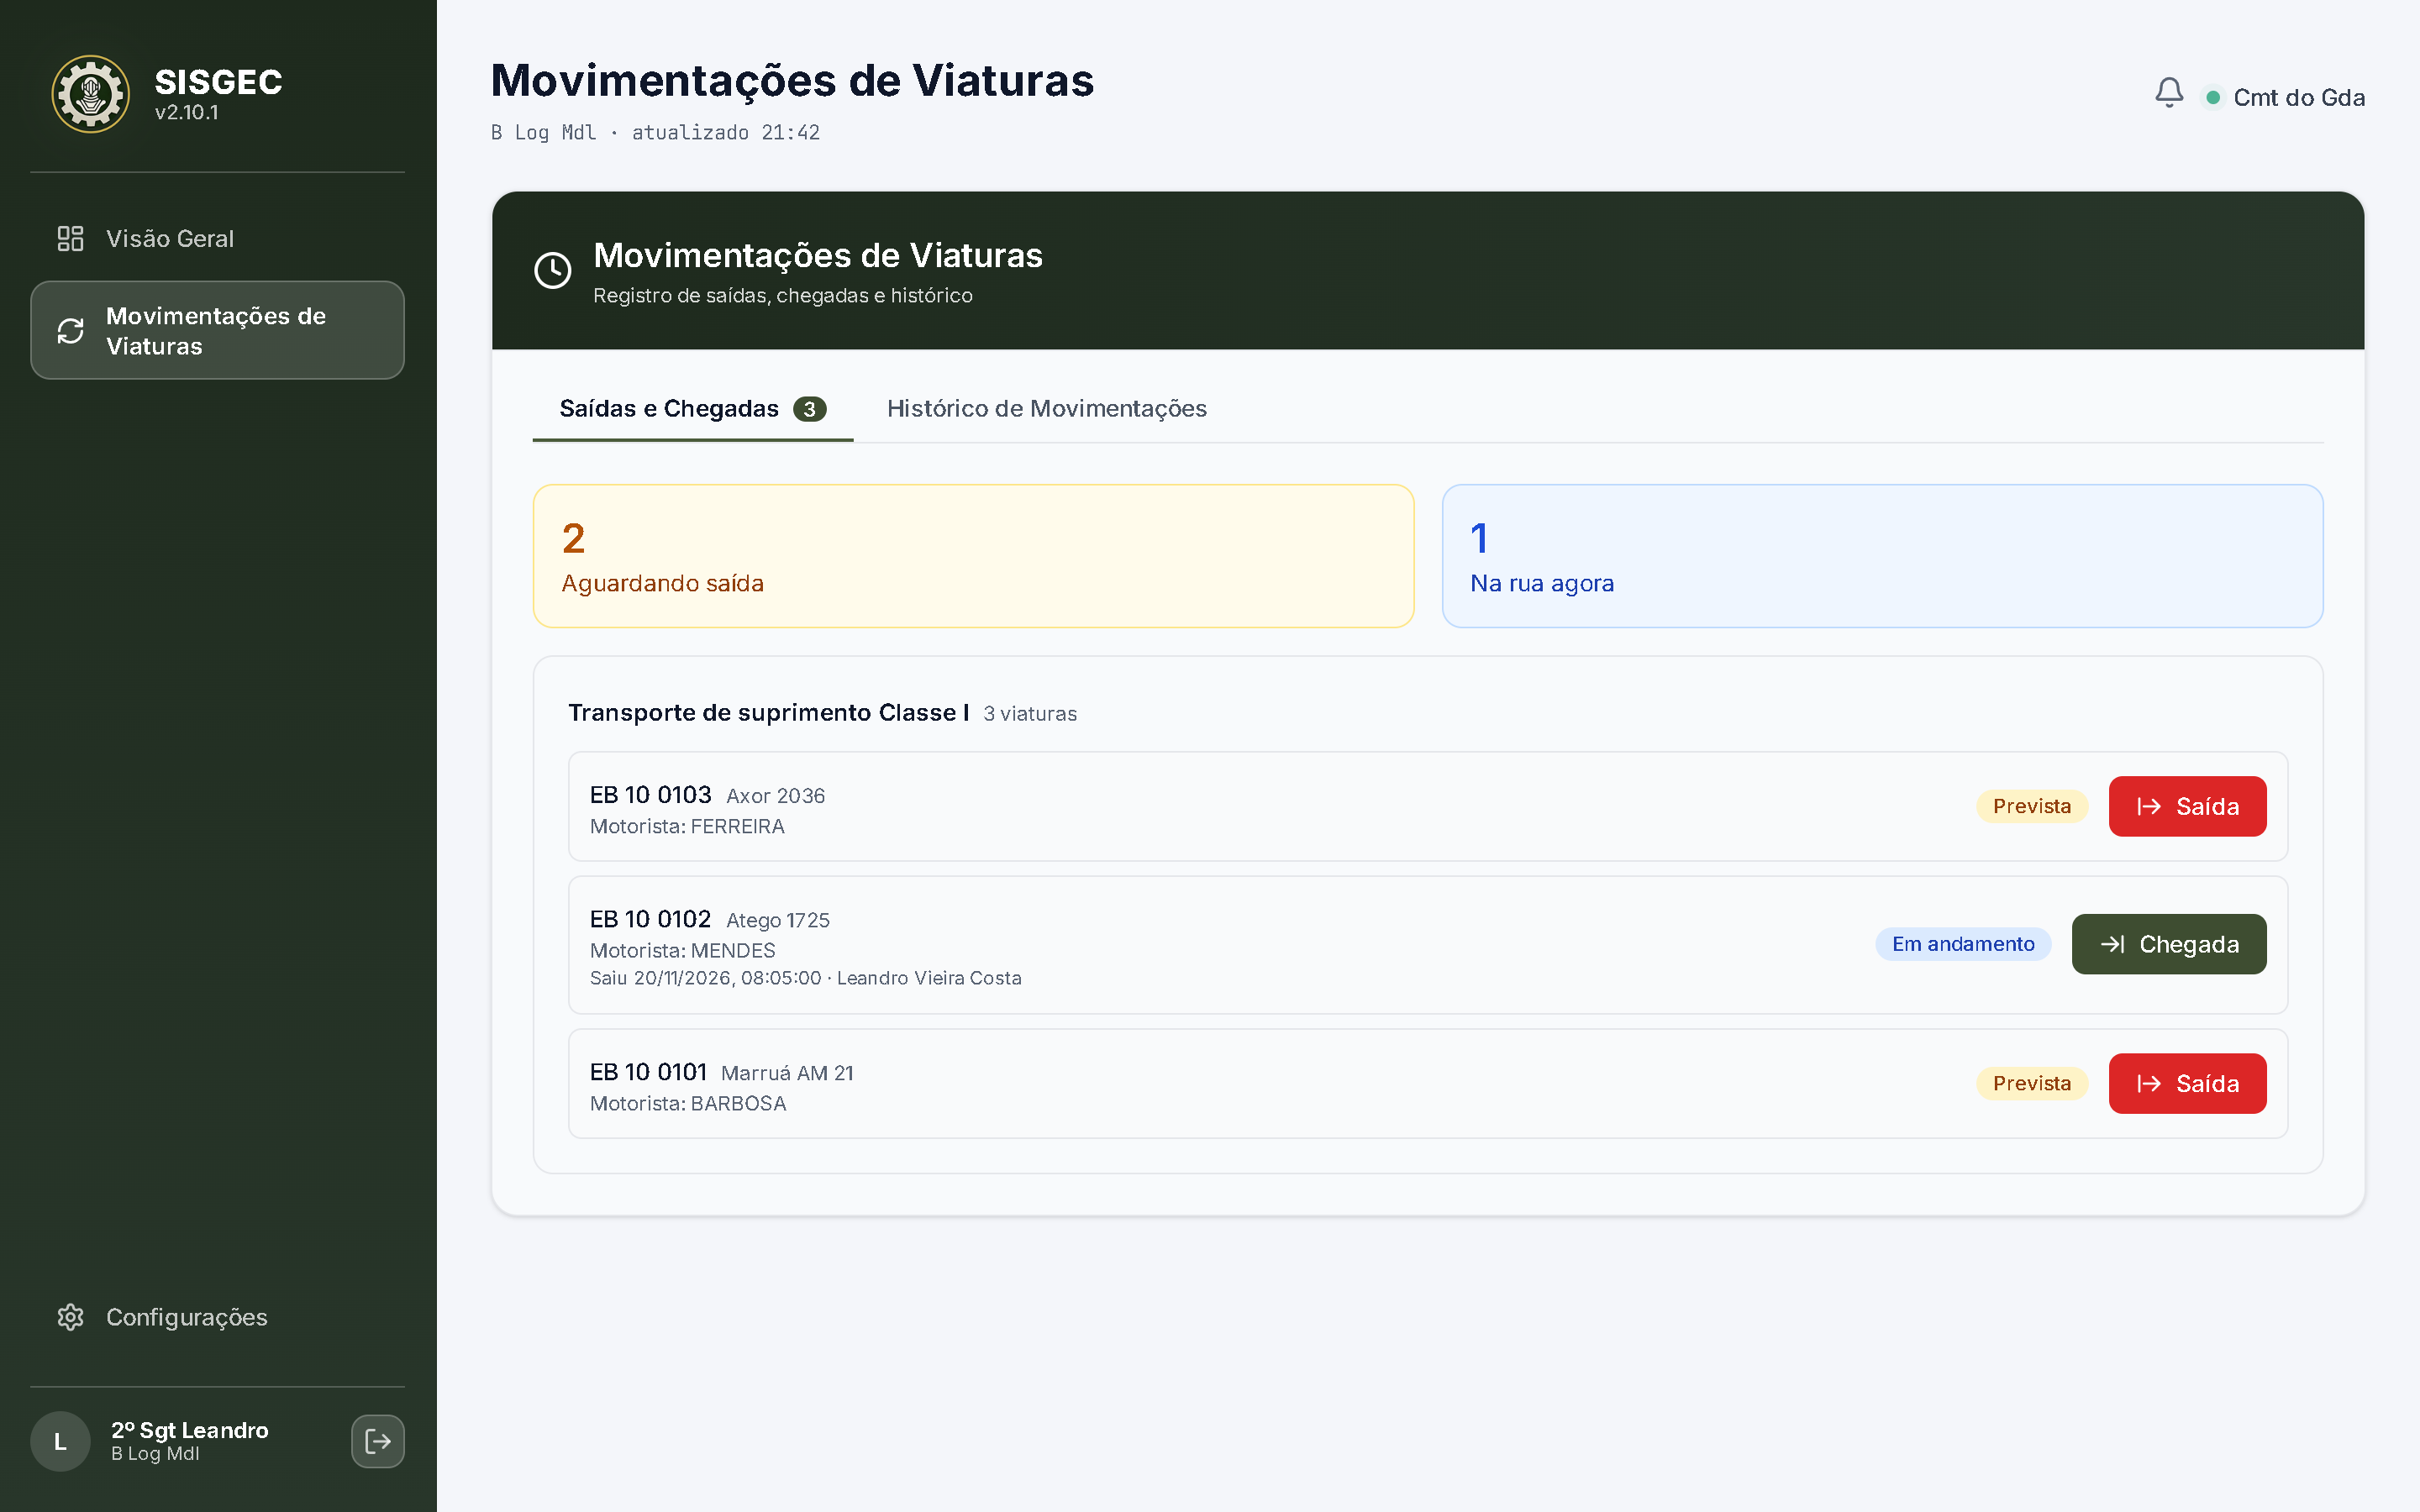 SISGEC
v2.10.1
Visão Geral
Movimentações de
Viaturas
Configurações
L
2º Sgt Leandro
B Log Mdl
Movimentações de Viaturas
B Log Mdl · atualizado 21:42
Cmt do Gda
Movimentações de Viaturas
Registro de saídas, chegadas e histórico
Saídas e Chegadas 3
Histórico de Movimentações
2
Aguardando saída
1
Na rua agora
Transporte de suprimento Classe I 3 viaturas
EB 10 0103 Axor 2036
Motorista: FERREIRA
Prevista
Saída
EB 10 0102 Atego 1725
Motorista: MENDES
Saiu 20/11/2026, 08:05:00 · Leandro Vieira Costa
Em andamento
Chegada
EB 10 0101 Marruá AM 21
Motorista: BARBOSA
Prevista
Saída